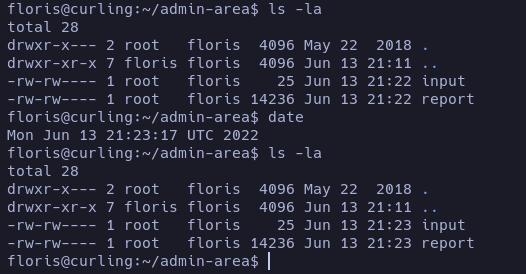 floris@curling:~/admin-area$ ls -la
total 28
drwxr-x--- 2 root   floris  4096 May 22  2018 .
drwxr-xr-x 7 floris floris  4096 Jun 13 21:11 ..
-rw-rw---- 1 root   floris    25 Jun 13 21:22 input
-rw-rw---- 1 root   floris 14236 Jun 13 21:22 report
floris@curling:~/admin-area$ date
Mon Jun 13 21:23:17 UTC 2022
floris@curling:~/admin-area$ ls -la
total 28
drwxr-x--- 2 root   floris  4096 May 22  2018 .
drwxr-xr-x 7 floris floris  4096 Jun 13 21:11 ..
-rw-rw---- 1 root   floris    25 Jun 13 21:23 input
-rw-rw---- 1 root   floris 14236 Jun 13 21:23 report
floris@curling:~/admin-area$